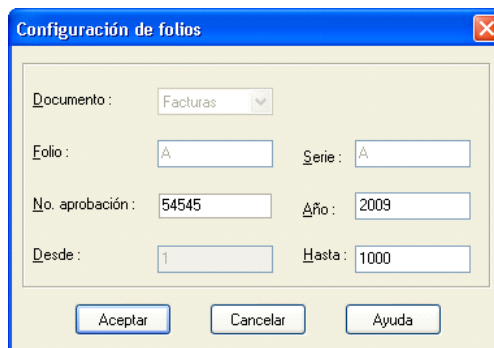 Configuración de folios
Documento : Facturas
Folio : A Serie : A
No. aprobación : 54545 Año : 2009
Desde : 1 Hasta : 1000
Aceptar Cancelar Ayuda